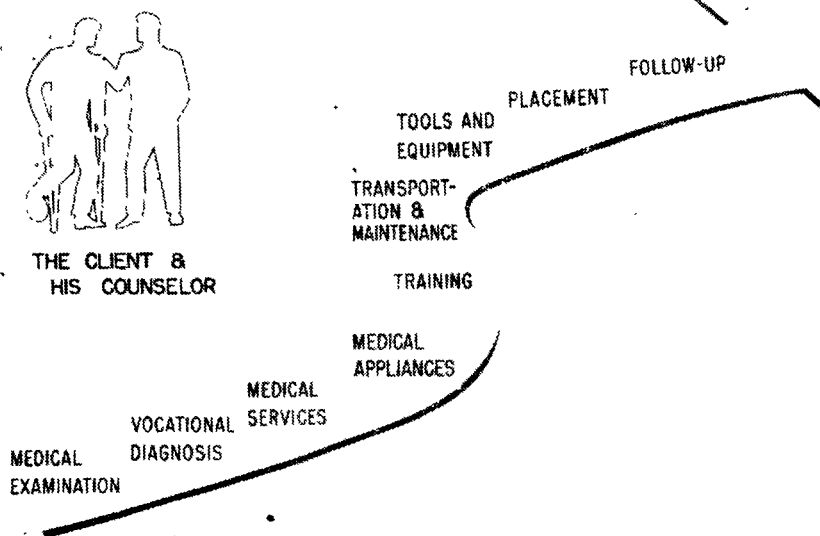 FOLLOW-UP
PLACEMENT
TOOLS AND
EQUIPMENT
TRANSPORT-
ATION &
MAINTENANCE
THE CLIENT &
HIS COUNSELOR
TRAINING
MEDICAL
APPLIANCES
MEDICAL
SERVICES
VOCATIONAL
DIAGNOSIS
MEDICAL
EXAMINATION